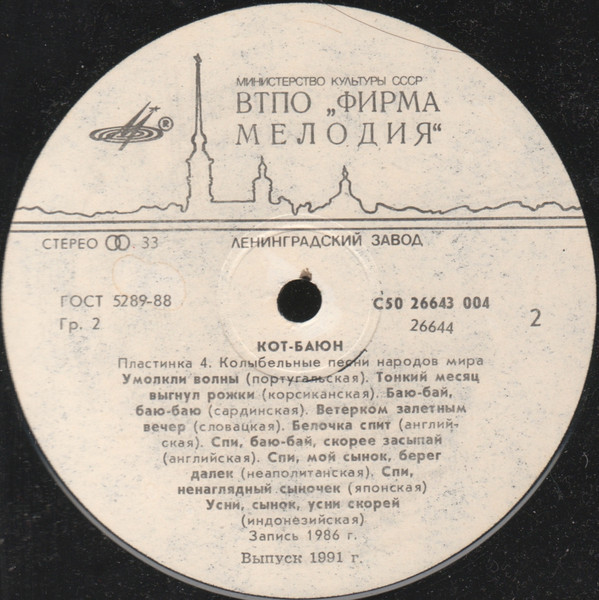 МИНИСТЕРСТВО КУЛЬТУРЫ СССР
ВТПО „ФИРМА
МЕЛОДИЯ“
®
СТЕРЕО 33
ЛЕНИНГРАДСКИЙ ЗАВОД
ГОСТ 5289-88
Гр. 2
С50 26643 004
26644
2
КОТ-БАЮН
Пластинка 4. Колыбельные песни народов мира
Умолкли волны (португальская). Тонкий месяц
выгнул рожки (корсиканская). Баю-бай,
баю-баю (сардинская). Ветерком залетным
вечер (словацкая). Белочка спит (англий-
ская). Спи, баю-бай, скорее засыпай
(английская). Спи, мой сынок, берег
далек (неаполитанская). Спи,
ненаглядный сыночек (японская)
Усни, сынок, усни скорей
(индонезийская)
Запись 1986 г.
Выпуск 1991 г.